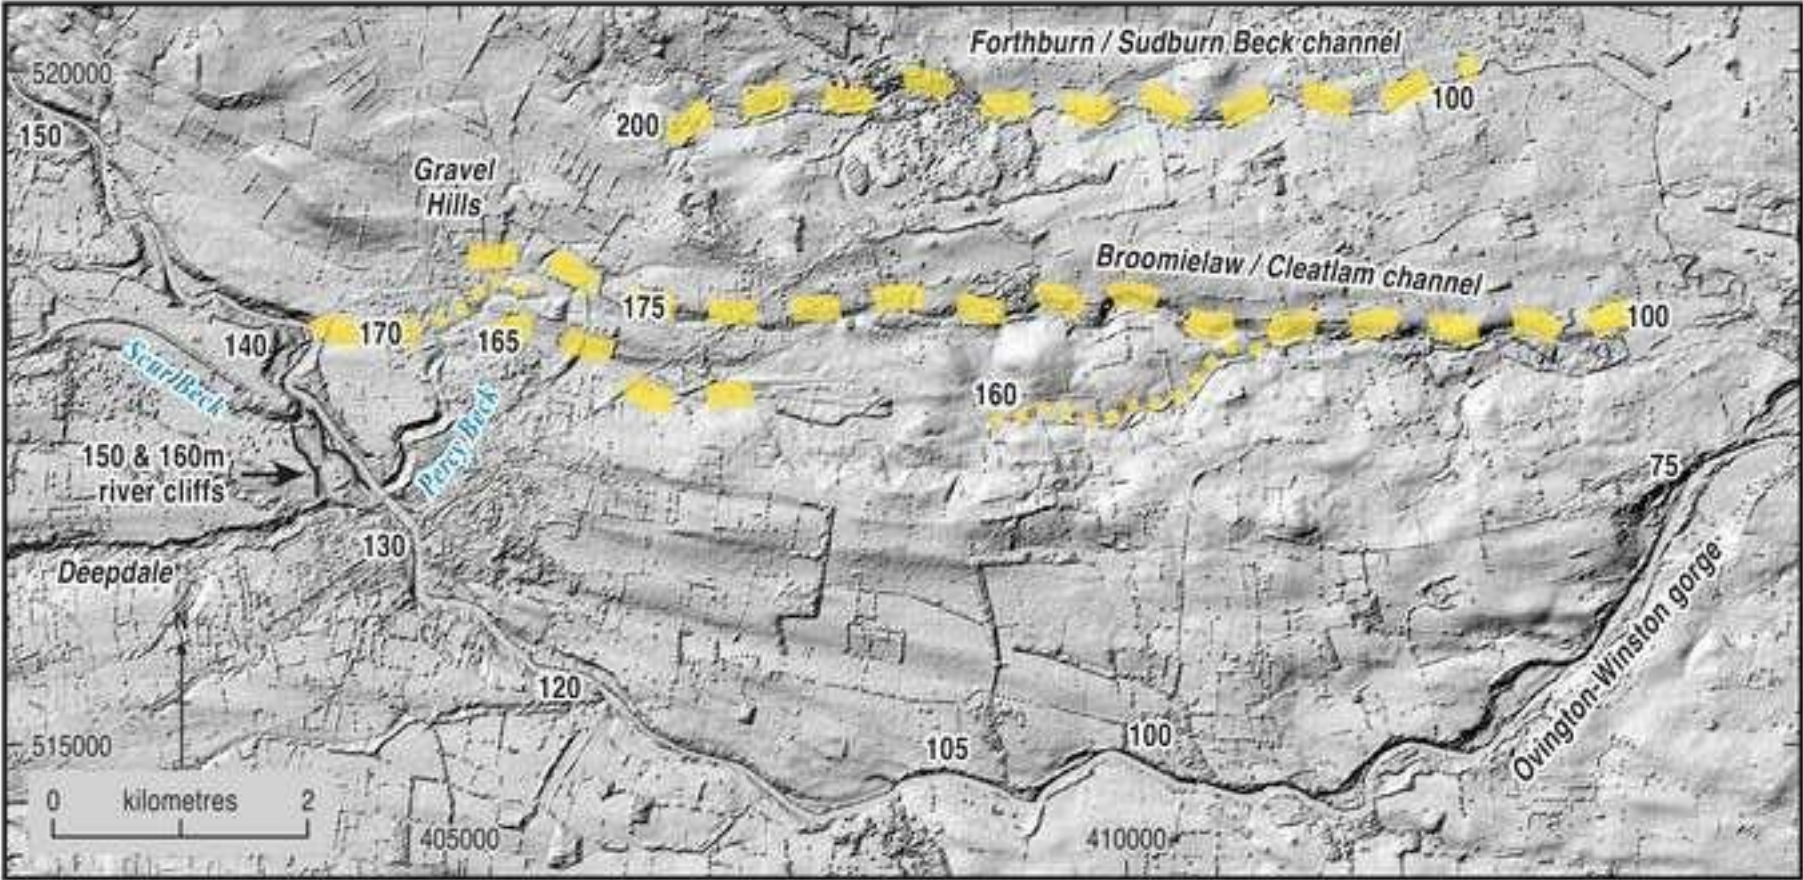 Forthburn / Sudburn Beck channel
520000
150
200
100
Gravel
Hills
Broomielaw / Cleatlam channel
175
100
170
165
140
Scur Beck
160
Percy Beck
150 & 160m
river cliffs
75
130
Deepdale
Ovington-Winston gorge
120
100
105
515000
0 kilometres 2
405000
410000